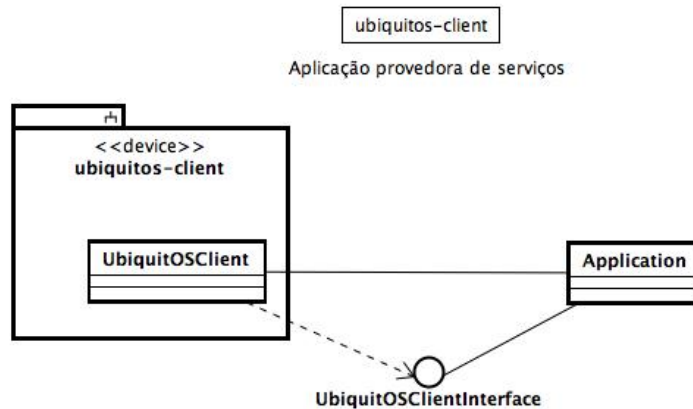 ubiquitos-client
Aplicação provedora de serviços
<<device>>
ubiquitos-client
UbiquitOSClient
Application
UbiquitOSClientInterface